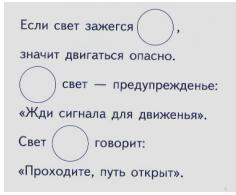 Если свет зажегся ,
значит двигаться опасно.
свет — предупрежденье:
«Жди сигнала для движенья».
Свет говорит:
«Проходите, путь открыт».